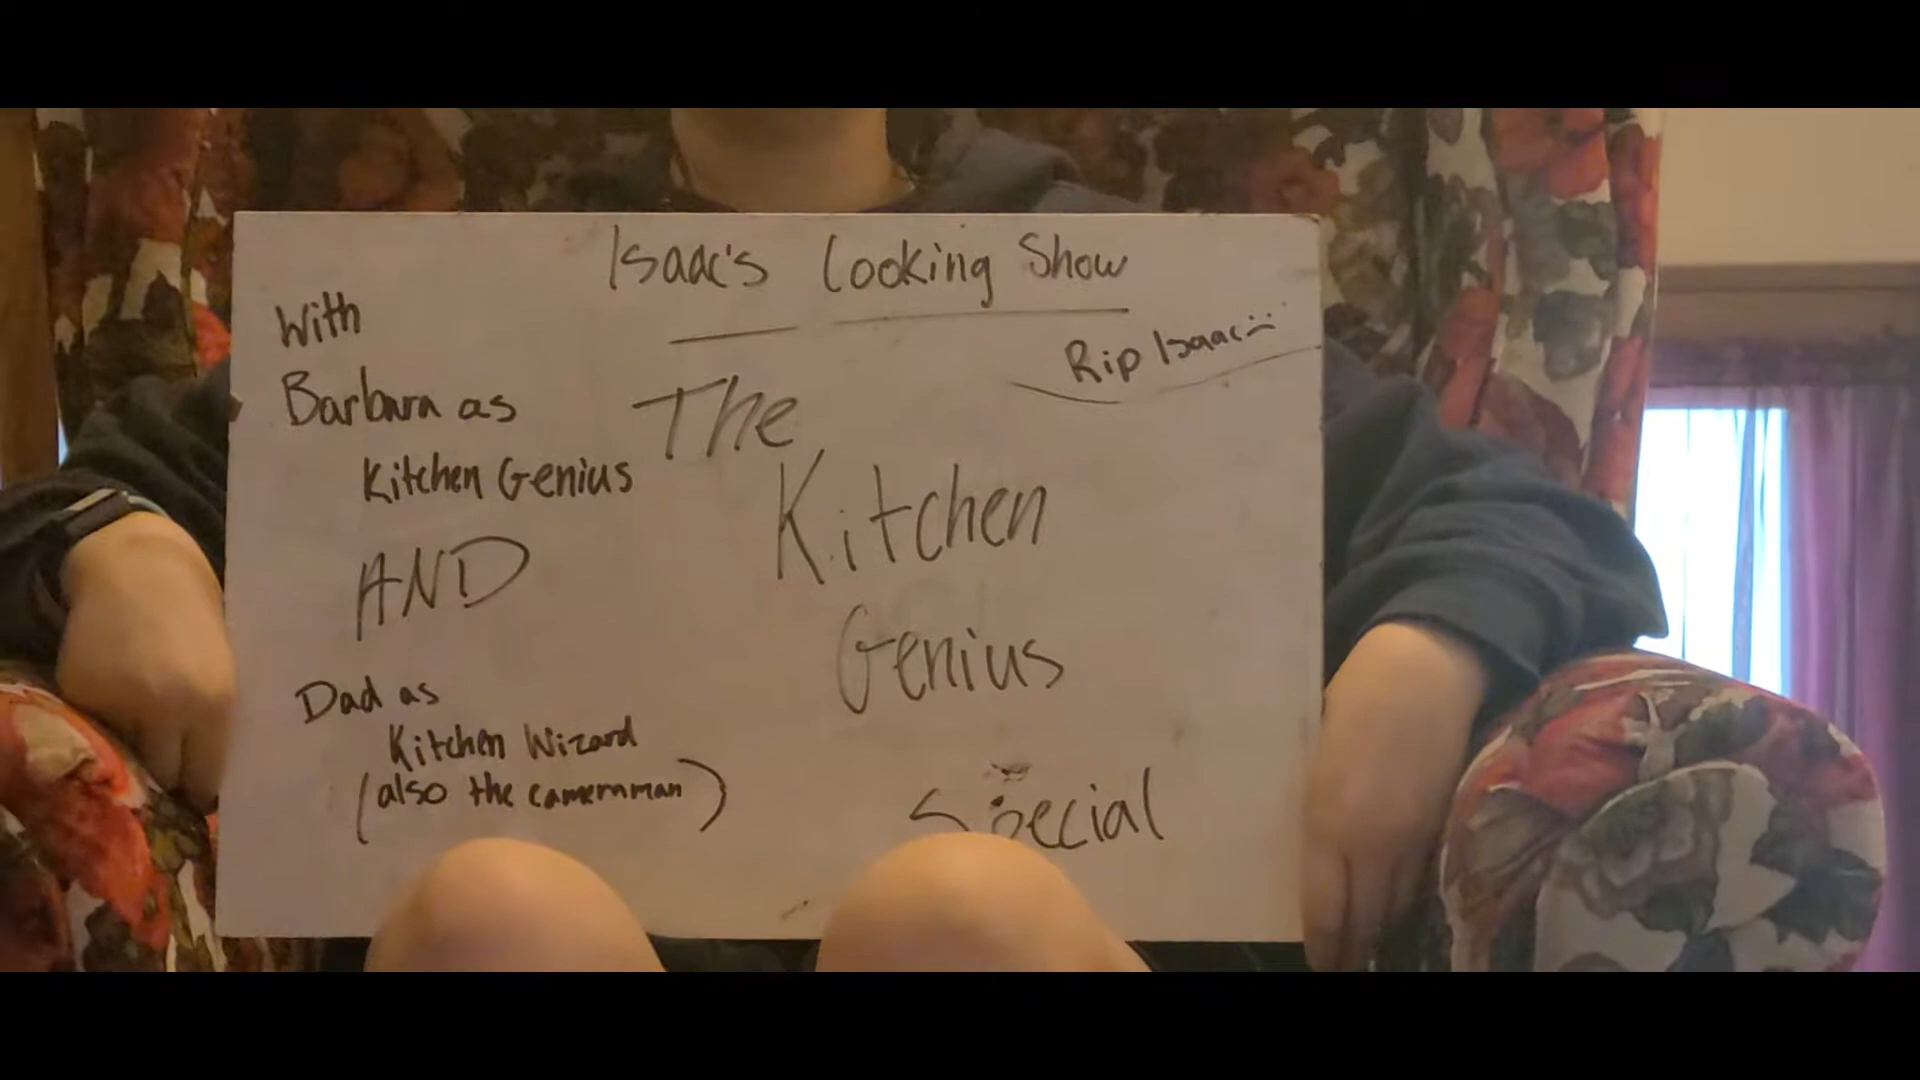 Isaac's Cooking Show
Rip Isaac :(
With
Barbara as
Kitchen Genius
AND
Dad as
Kitchen Wizard
(also the cameraman)
The
Kitchen
Genius
Special